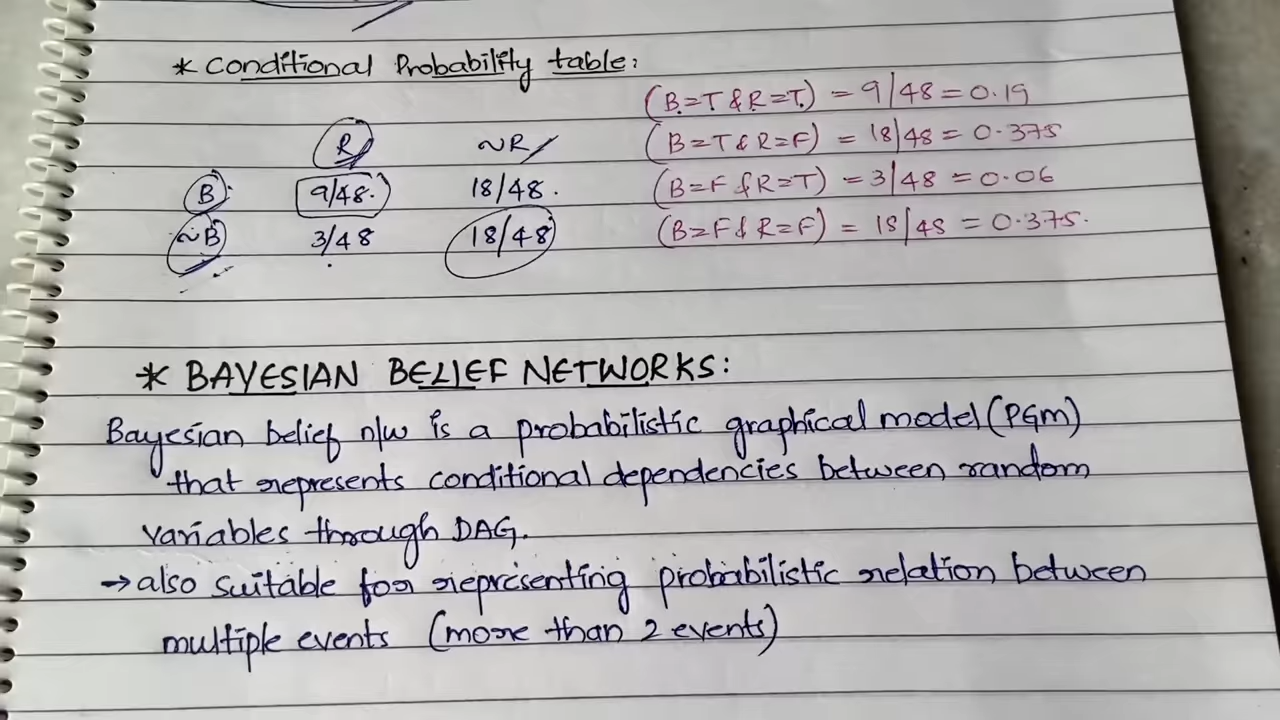 * Conditional Probability table:
(B=T & R=T.) = 9/48 = 0.19
R ~R
(B=T & R=F) = 18/48 = 0.375
B 9/48. 18/48.
(B=F & R=T) = 3/48 = 0.06
~B 3/48 18/48
(B=F & R=F) = 18/48 = 0.375.
* BAYESIAN BELIEF NETWORKS:
Bayesian belief n/w is a probabilistic graphical model (PGM)
that represents conditional dependencies between random
variables through DAG.
→ also suitable for representing probabilistic relation between
multiple events (more than 2 events)